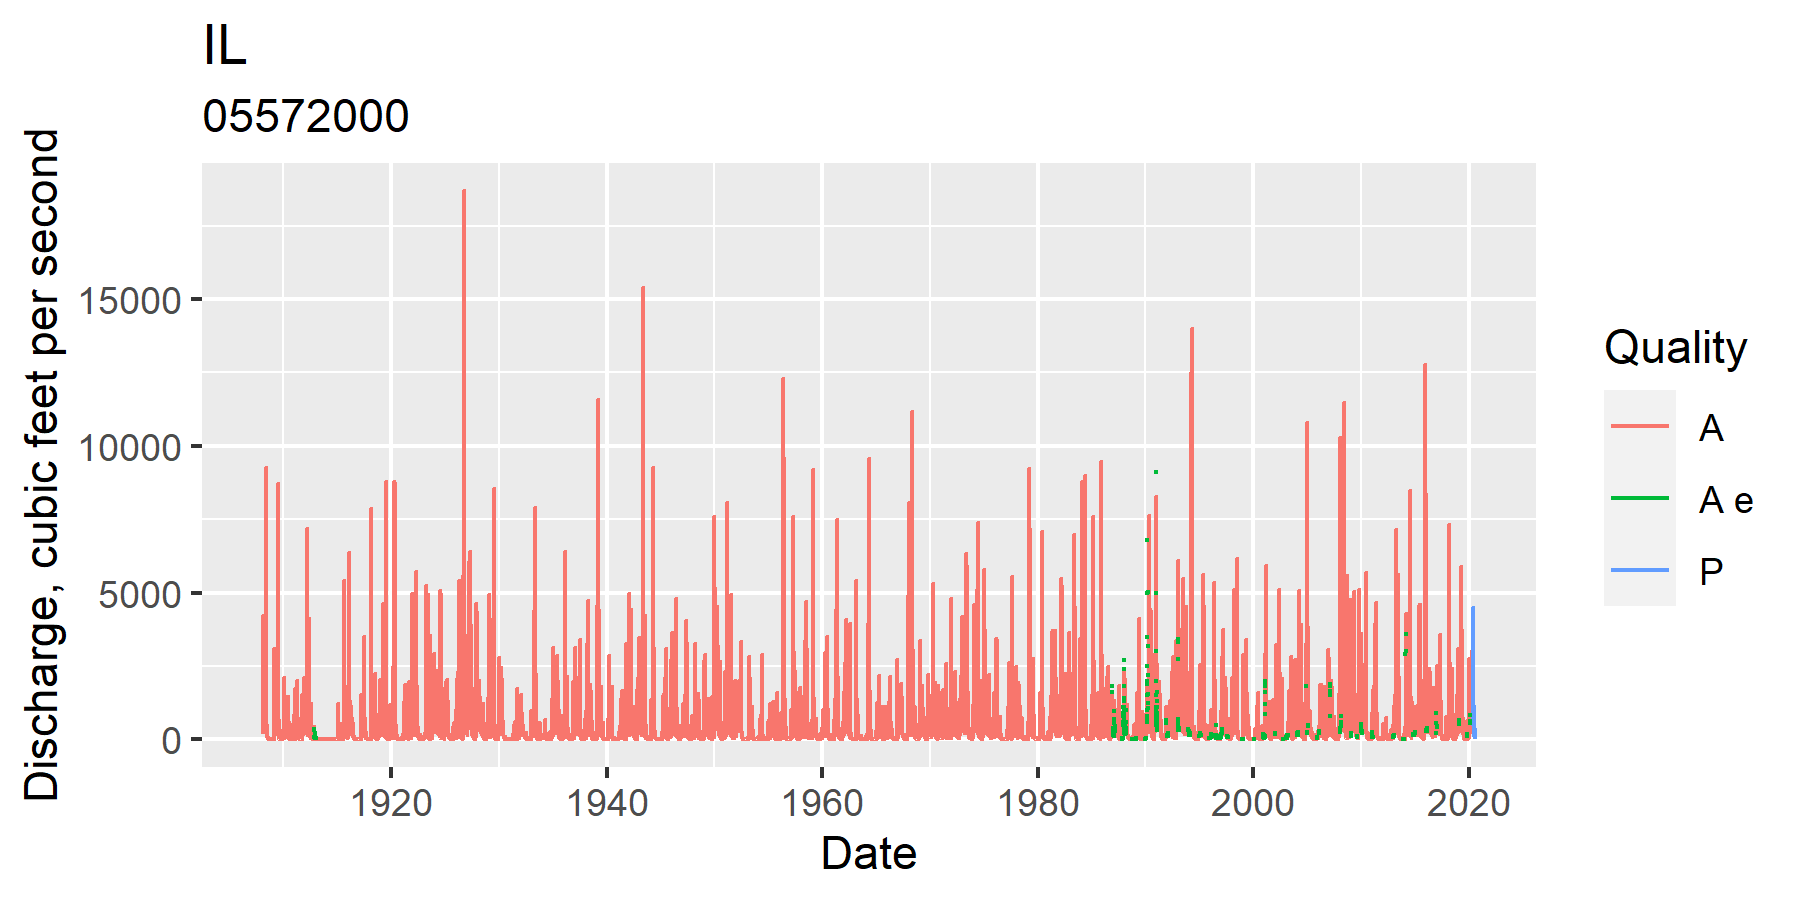 IL
05572000
Discharge, cubic feet per second
15000
10000
5000
0
1920 1940 1960 1980 2000 2020
Date
Quality
A
A e
P